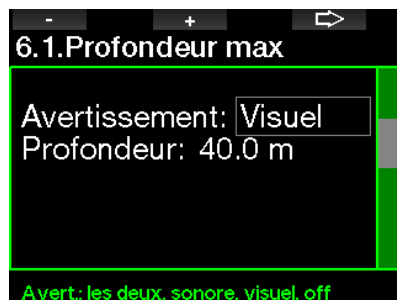 - +
6.1.Profondeur max
Avertissement: Visuel
Profondeur: 40.0 m
Avert.: les deux, sonore, visuel, off